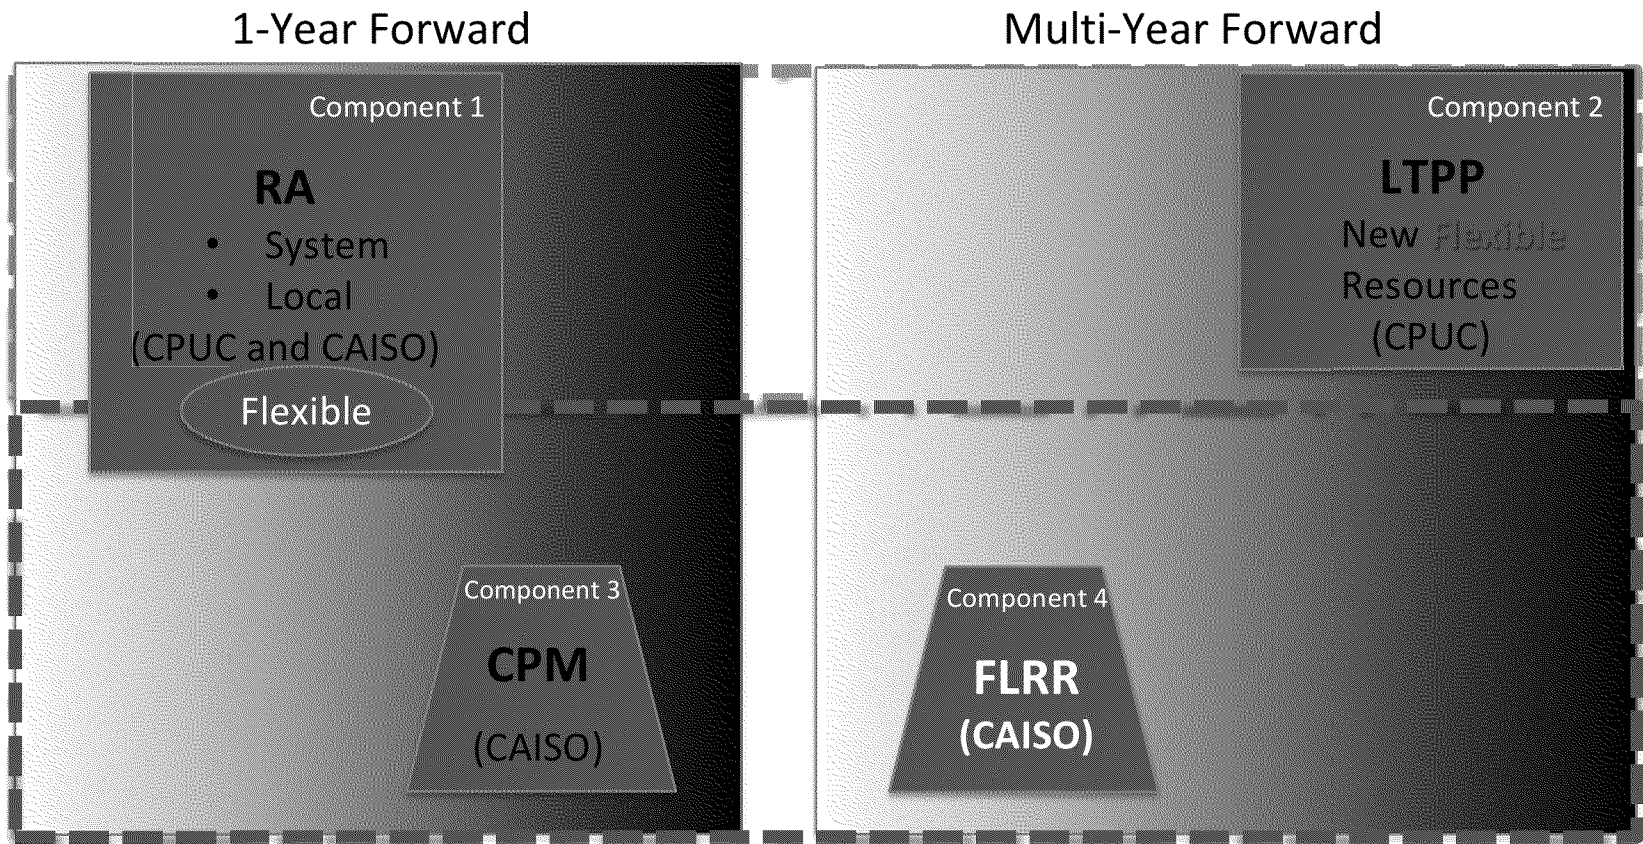 1-Year Forward
Multi-Year Forward
Component 1
RA
• System
• Local
(CPUC and CAISO)
Flexible
Component 2
LTPP
New Flexible
Resources
(CPUC)
Component 3
CPM
(CAISO)
Component 4
FLRR
(CAISO)